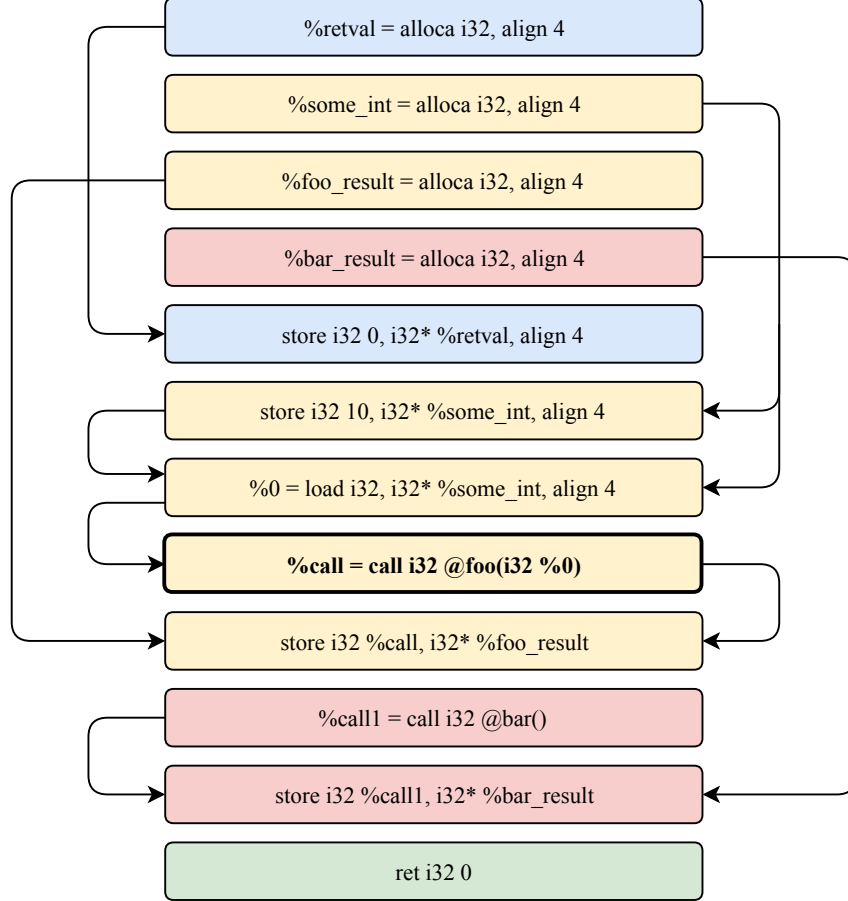 %retval = alloca i32, align 4
%some_int = alloca i32, align 4
%foo_result = alloca i32, align 4
%bar_result = alloca i32, align 4
store i32 0, i32* %retval, align 4
store i32 10, i32* %some_int, align 4
%0 = load i32, i32* %some_int, align 4
%call = call i32 @foo(i32 %0)
store i32 %call, i32* %foo_result
%call1 = call i32 @bar()
store i32 %call1, i32* %bar_result
ret i32 0